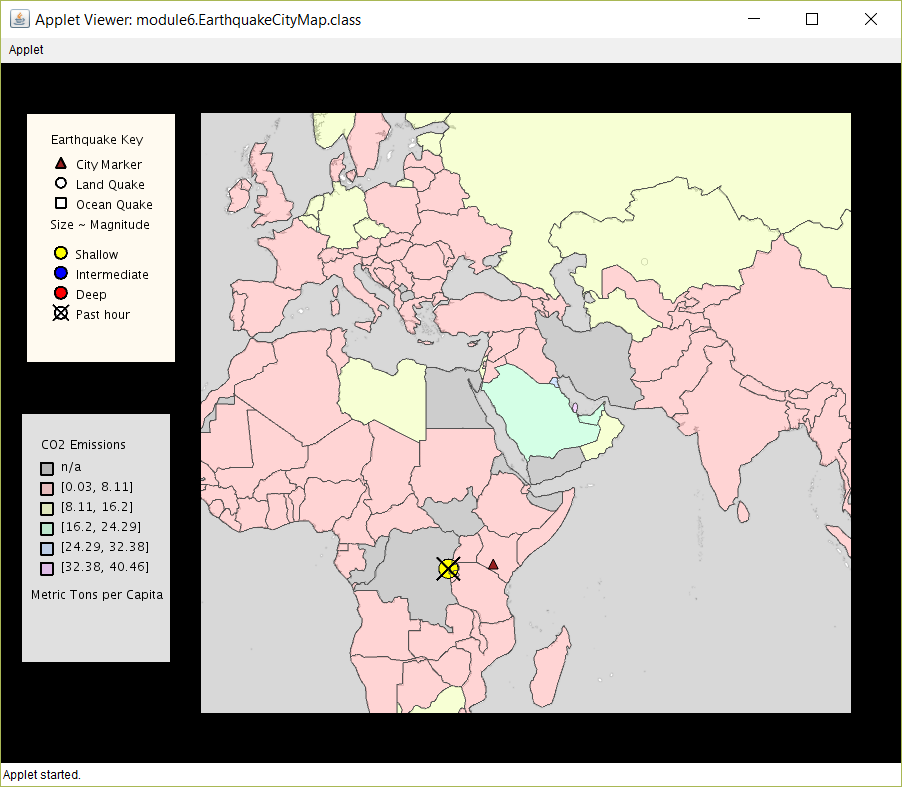 Applet Viewer: module6.EarthquakeCityMap.class
Applet
Earthquake Key
City Marker
Land Quake
Ocean Quake
Size ~ Magnitude
Shallow
Intermediate
Deep
Past hour
CO2 Emissions
n/a
[0.03, 8.11]
[8.11, 16.2]
[16.2, 24.29]
[24.29, 32.38]
[32.38, 40.46]
Metric Tons per Capita
Applet started.